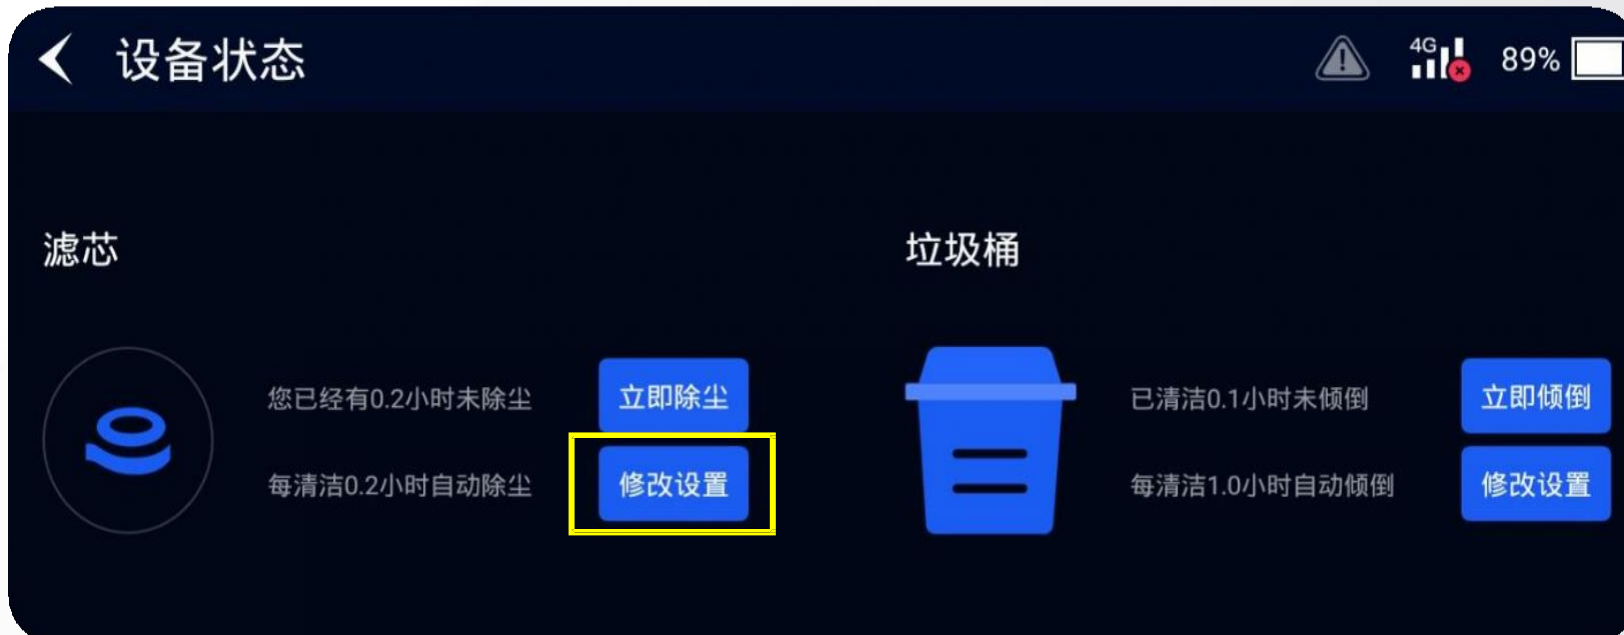 设备状态
4G
89%
滤芯
垃圾桶
您已经有0.2小时未除尘
立即除尘
每清洁0.2小时自动除尘
修改设置
已清洁0.1小时未倾倒
立即倾倒
每清洁1.0小时自动倾倒
修改设置